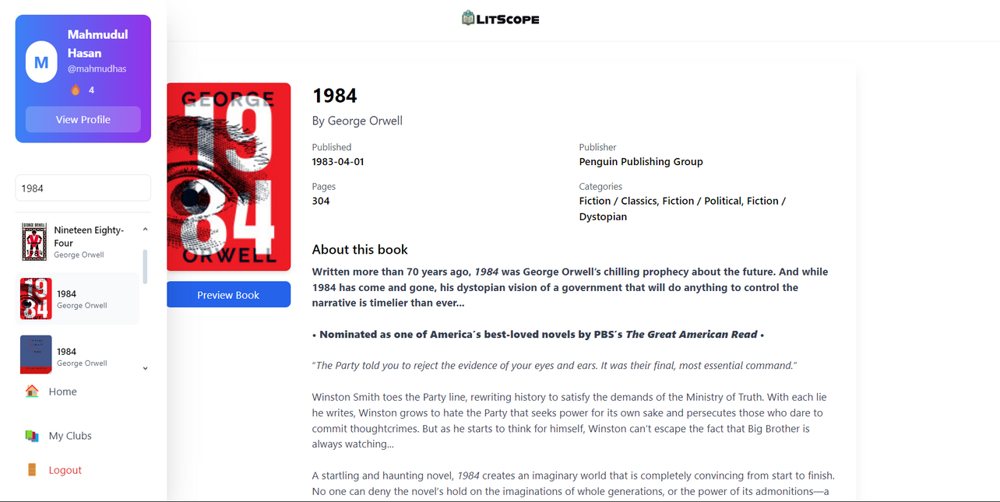 LITSCOPE
Mahmudul
Hasan
@mahmudhas
M
4
View Profile
1984
Nineteen Eighty-
Four
George Orwell
1984
George Orwell
1984
George Orwell
Home
My Clubs
Logout
GEORGE
19
84
ORWELL
Preview Book
1984
By George Orwell
Published
1983-04-01
Publisher
Penguin Publishing Group
Pages
304
Categories
Fiction / Classics, Fiction / Political, Fiction /
Dystopian
About this book
Written more than 70 years ago, 1984 was George Orwell's chilling prophecy about the future. And while
1984 has come and gone, his dystopian vision of a government that will do anything to control the
narrative is timelier than ever...
• Nominated as one of America's best-loved novels by PBS's The Great American Read •
"The Party told you to reject the evidence of your eyes and ears. It was their final, most essential command."
Winston Smith toes the Party line, rewriting history to satisfy the demands of the Ministry of Truth. With each lie
he writes, Winston grows to hate the Party that seeks power for its own sake and persecutes those who dare to
commit thoughtcrimes. But as he starts to think for himself, Winston can't escape the fact that Big Brother is
always watching...
A startling and haunting novel, 1984 creates an imaginary world that is completely convincing from start to finish.
No one can deny the novel's hold on the imaginations of whole generations, or the power of its admonitions—a